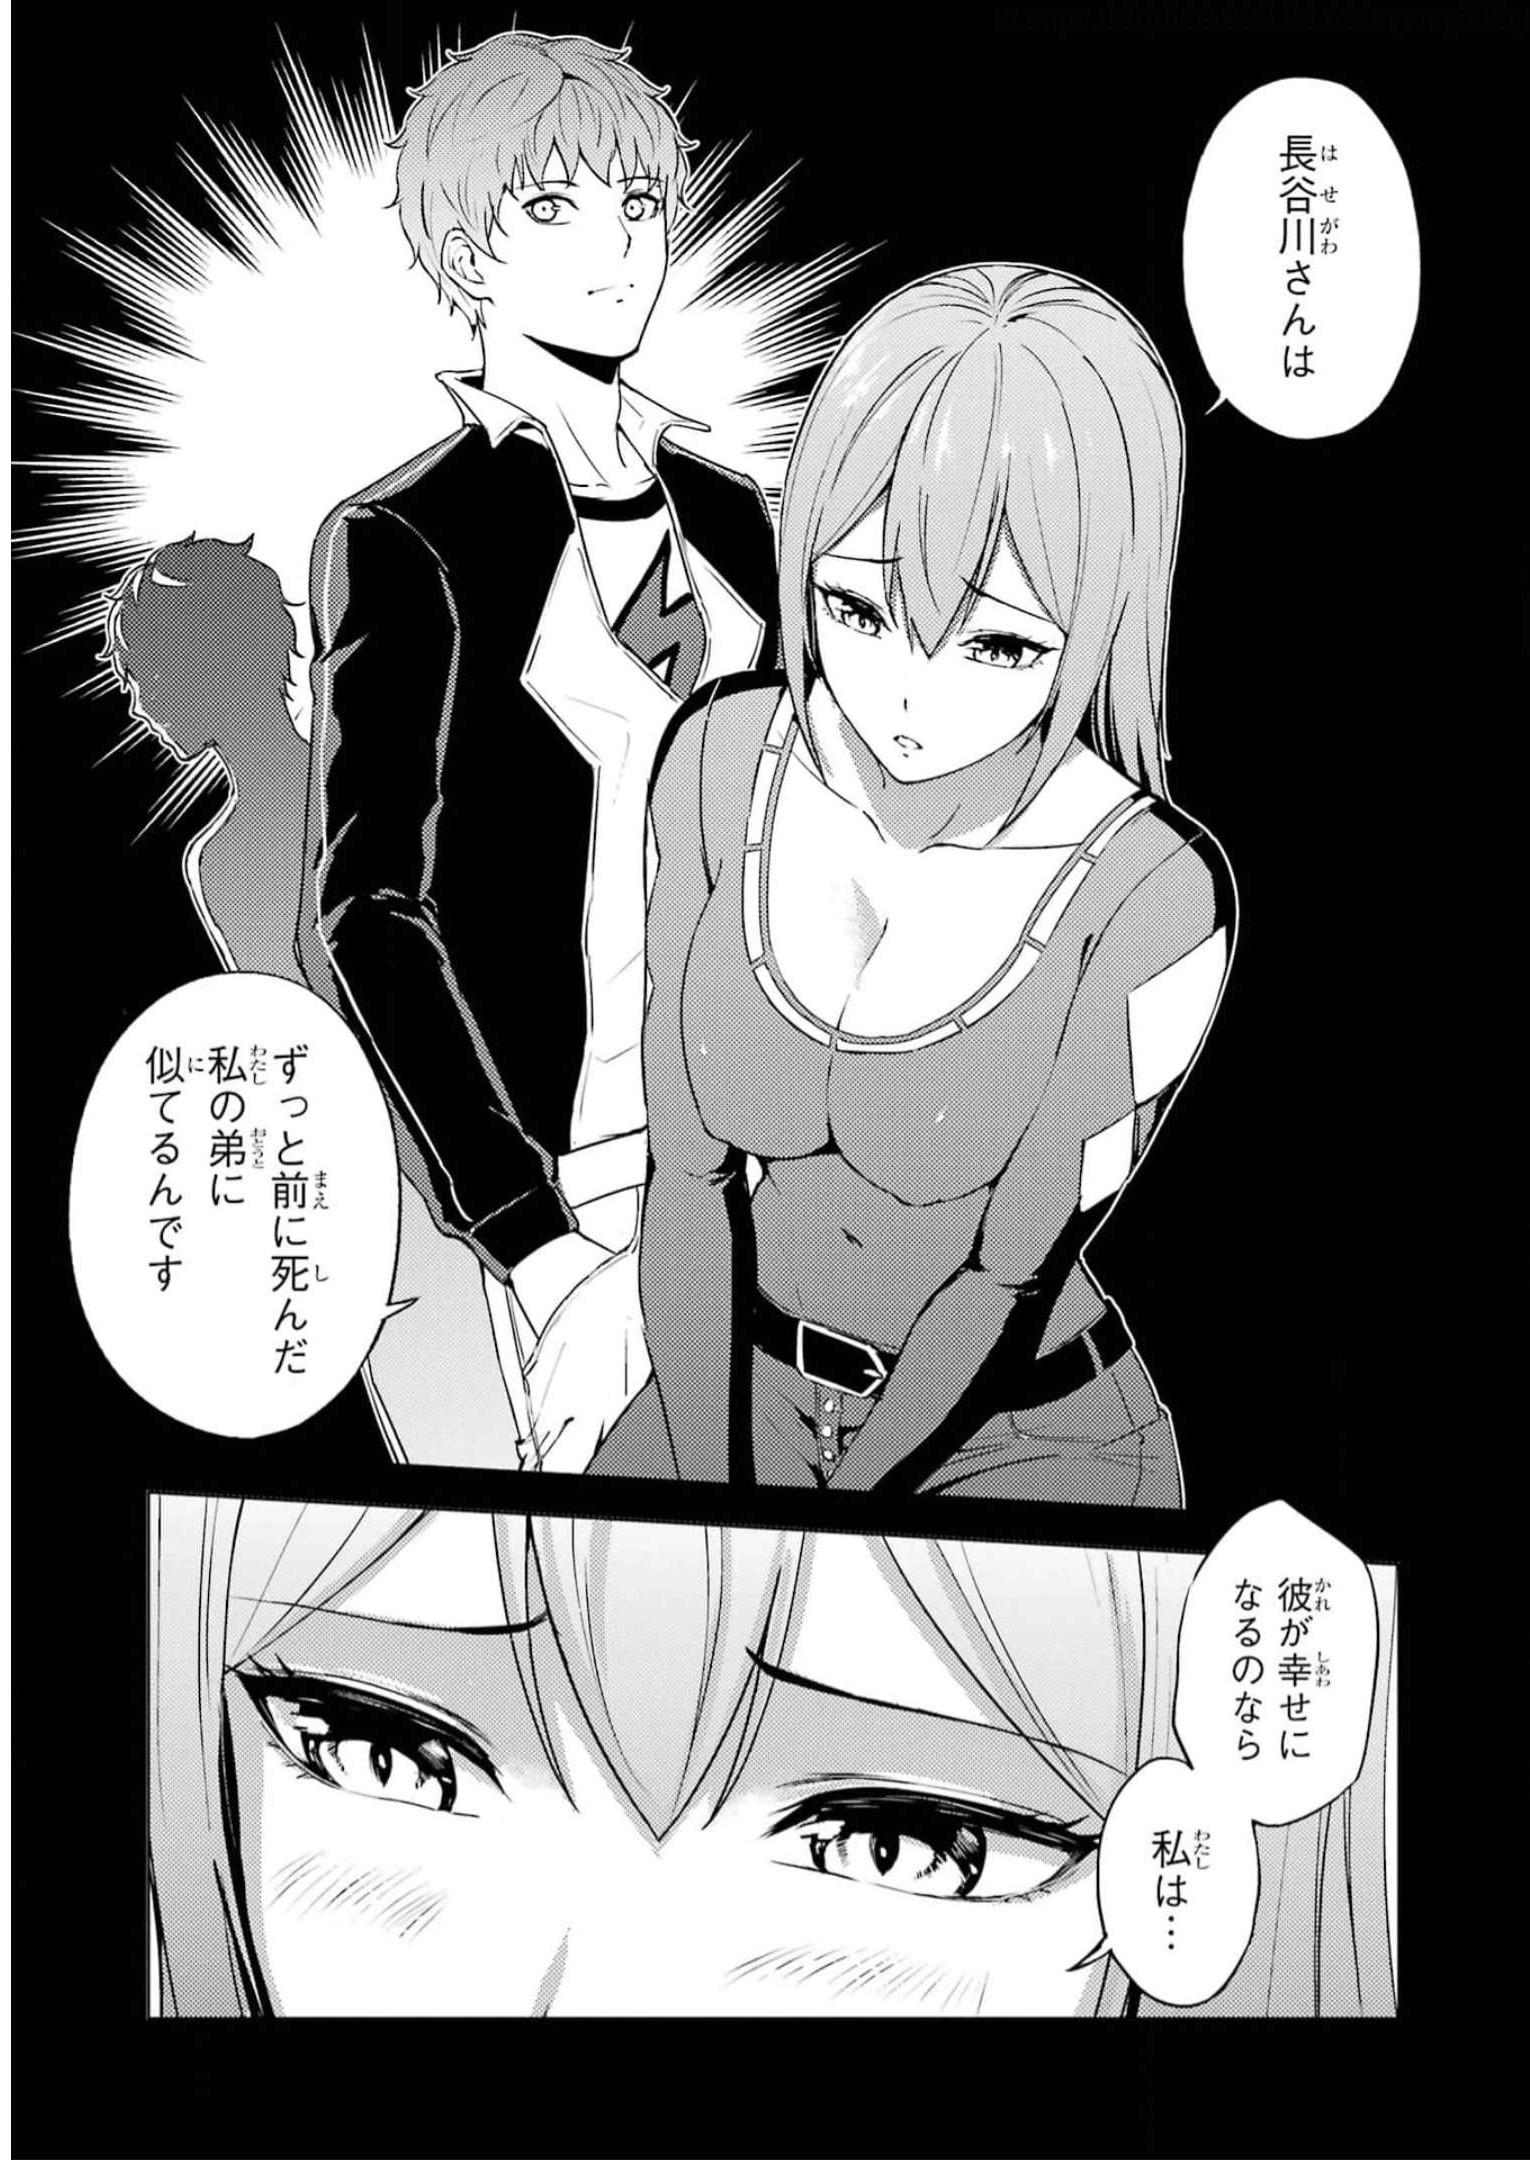 長谷川さんは
ずっと前に死んだ
私の弟に
似てるんです
彼が幸せに
なるのなら
私は…